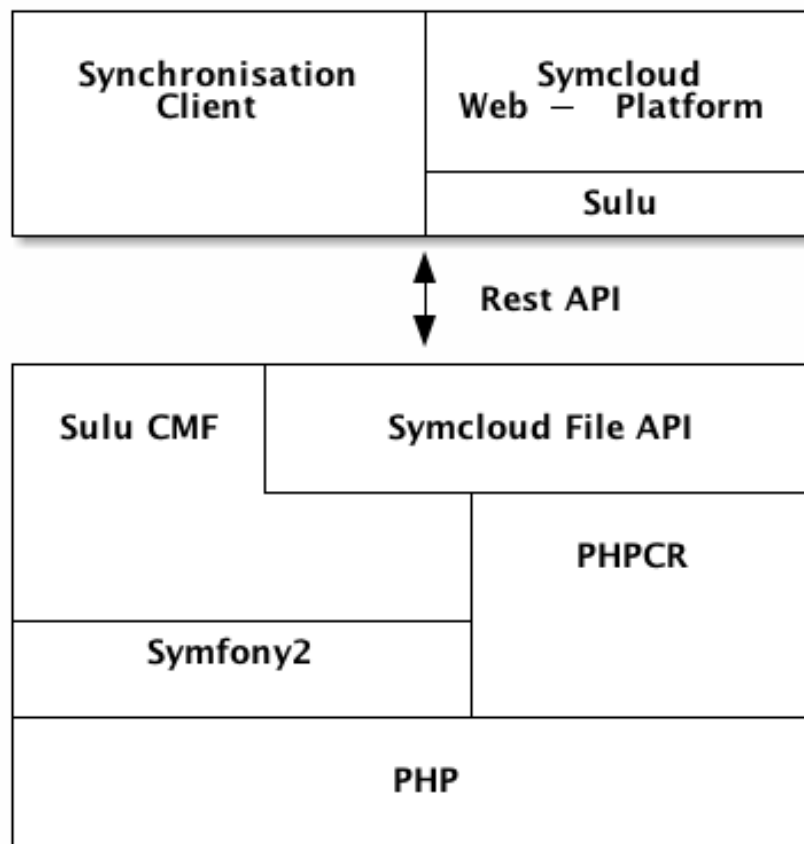 Synchronisation
Client
Symcloud
Web – Platform
Sulu
Rest API
Sulu CMF
Symcloud File API
PHPCR
Symfony2
PHP